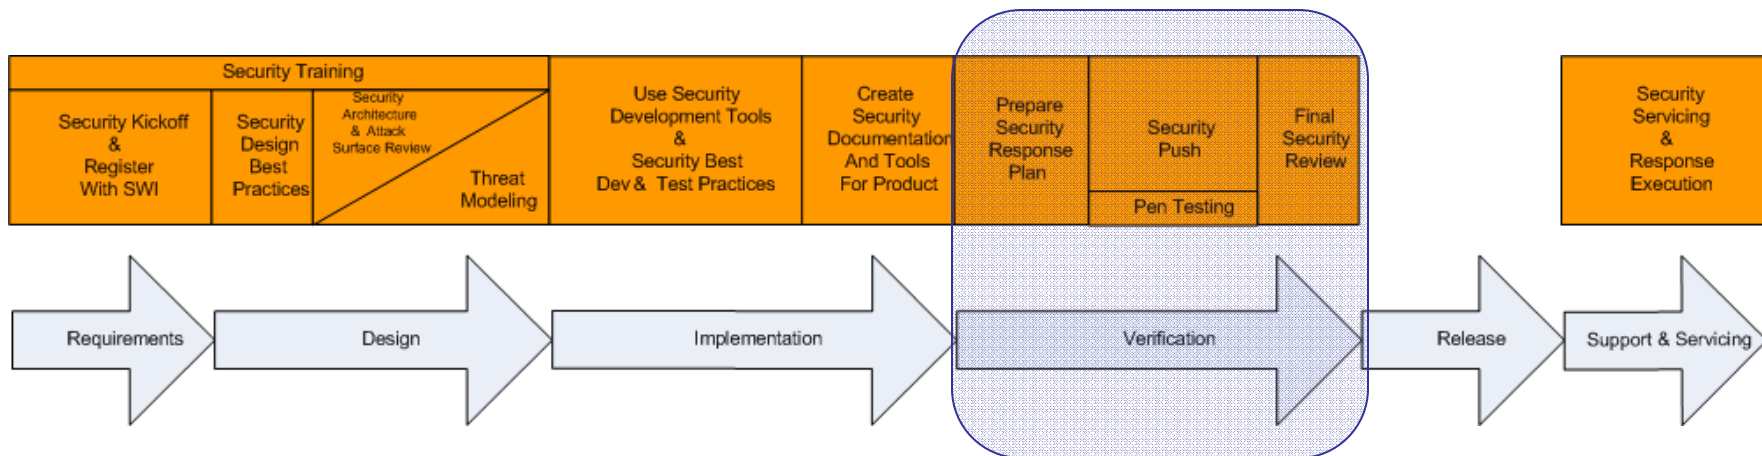 Security Training
Security Kickoff
&
Register
With SWI
Security
Design
Best
Practices
Security
Architecture
& Attack
Surface Review
Threat
Modeling
Use Security
Development Tools
&
Security Best
Dev & Test Practices
Create
Security
Documentation
And Tools
For Product
Prepare
Security
Response
Plan
Security
Push
Pen Testing
Final
Security
Review
Security
Servicing
&
Response
Execution
Requirements
Design
Implementation
Verification
Release
Support & Servicing